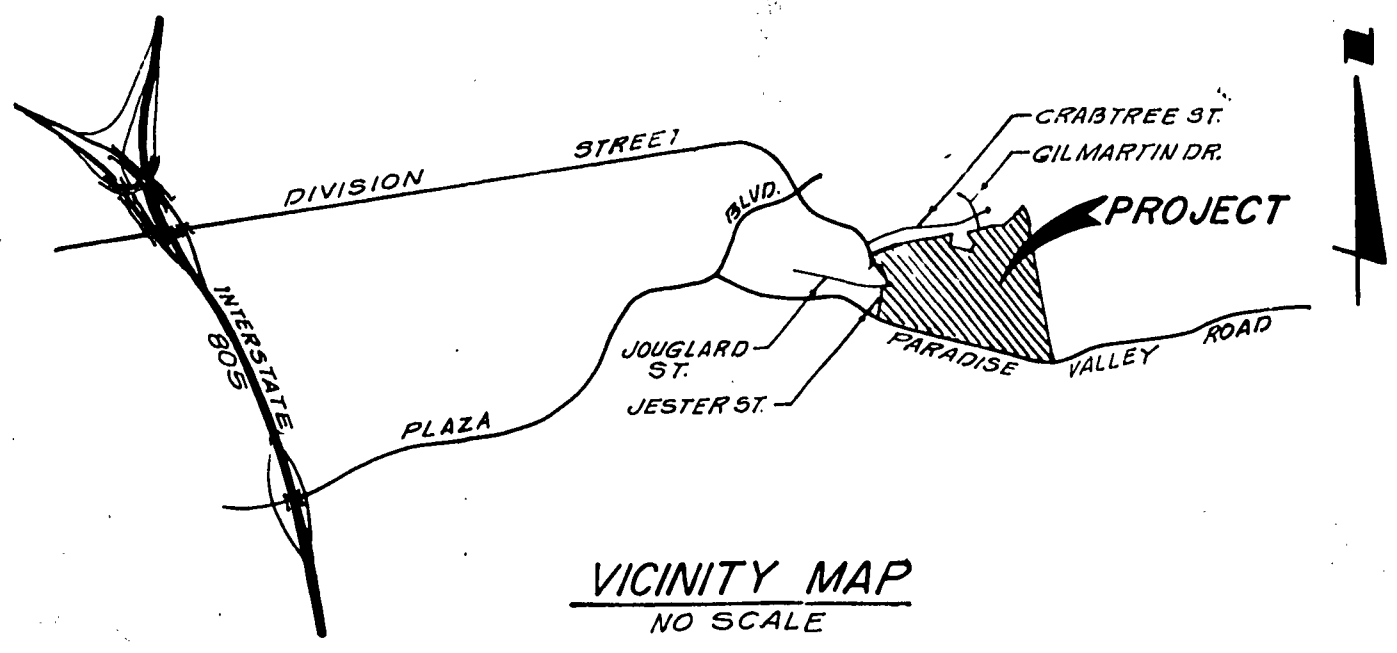 N
CRABTREE ST.
GILMARTIN DR.
DIVISION STREET
BLVD.
PROJECT
INTERSTATE
805
JOUGLARD
ST.
JESTER ST.
PARADISE VALLEY ROAD
PLAZA
VICINITY MAP
NO SCALE